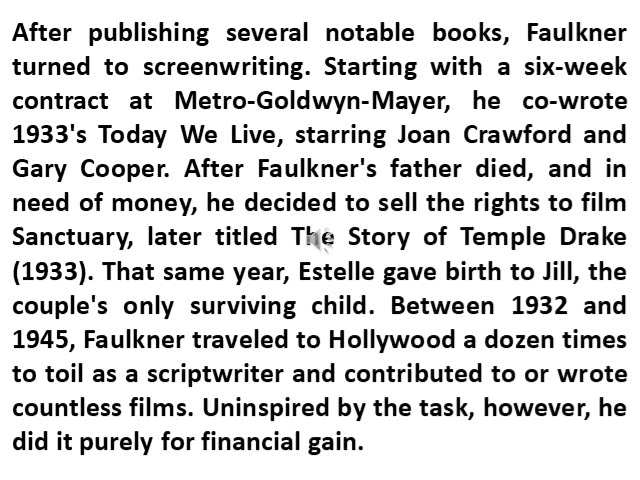 After publishing several notable books, Faulkner
turned to screenwriting. Starting with a six-week
contract at Metro-Goldwyn-Mayer, he co-wrote
1933's Today We Live, starring Joan Crawford and
Gary Cooper. After Faulkner's father died, and in
need of money, he decided to sell the rights to film
Sanctuary, later titled The Story of Temple Drake
(1933). That same year, Estelle gave birth to Jill, the
couple's only surviving child. Between 1932 and
1945, Faulkner traveled to Hollywood a dozen times
to toil as a scriptwriter and contributed to or wrote
countless films. Uninspired by the task, however, he
did it purely for financial gain.